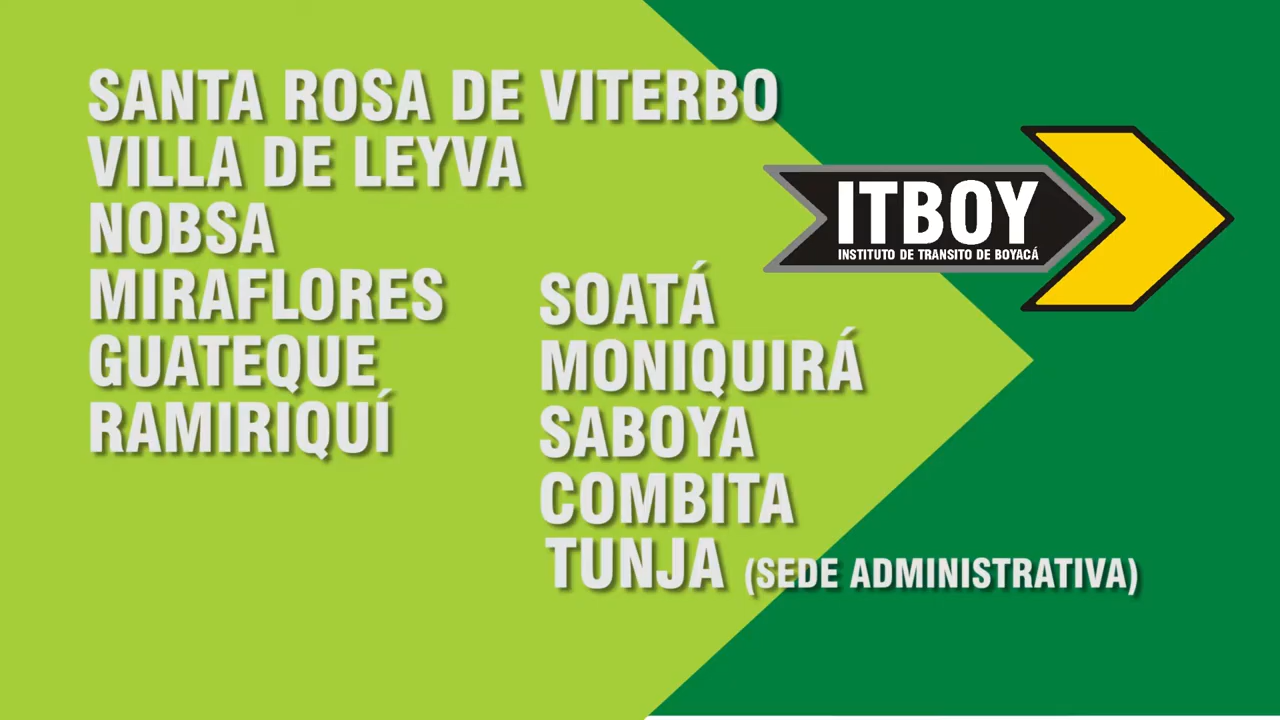 SANTA ROSA DE VITERBO
VILLA DE LEYVA
NOBSA
MIRAFLORES
GUATEQUE
RAMIRIQUÍ
SOATÁ
MONIQUIRÁ
SABOYA
COMBITA
TUNJA (SEDE ADMINISTRATIVA)
ITBOY
INSTITUTO DE TRANSITO DE BOYACÁ